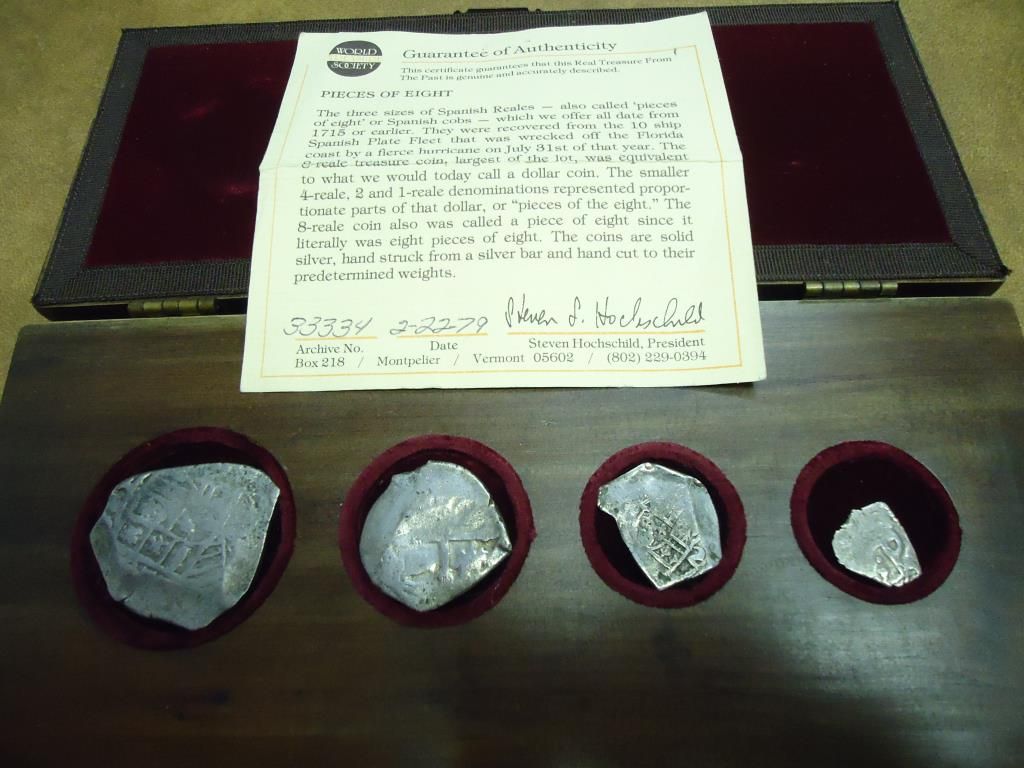 WORLD
SOCIETY
Guarantee of Authenticity
This certificate guarantees that this Real Treasure From
The Past is genuine and accurately described.
PIECES OF EIGHT
The three sizes of Spanish Reales — also called 'pieces
of eight' or Spanish cobs — which we offer all date from
1715 or earlier. They were recovered from the 10 ship
Spanish Plate Fleet that was wrecked off the Florida
coast by a fierce hurricane on July 31st of that year. The
8-reale treasure coin, largest of the lot, was equivalent
to what we would today call a dollar coin. The smaller
4-reale, 2 and 1-reale denominations represented propor-
tionate parts of that dollar, or "pieces of the eight." The
8-reale coin also was called a piece of eight since it
literally was eight pieces of eight. The coins are solid
silver, hand struck from a silver bar and hand cut to their
predetermined weights.
33334 2-22-79 Steven S. Hochschild
Archive No. Date Steven Hochschild, President
Box 218 / Montpelier / Vermont 05602 / (802) 229-0394